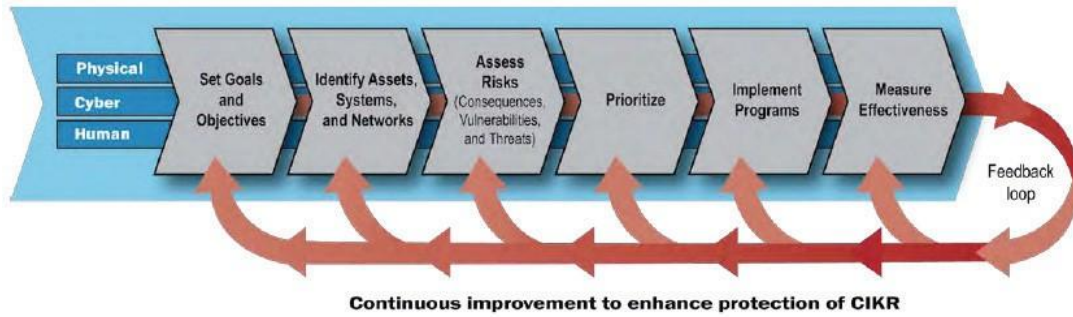 Physical
Cyber
Human
Set Goals
and
Objectives
Identify Assets,
Systems,
and Networks
Assess
Risks
(Consequences,
Vulnerabilities,
and Threats)
Prioritize
Implement
Programs
Measure
Effectiveness
Feedback
loop
Continuous improvement to enhance protection of CIKR